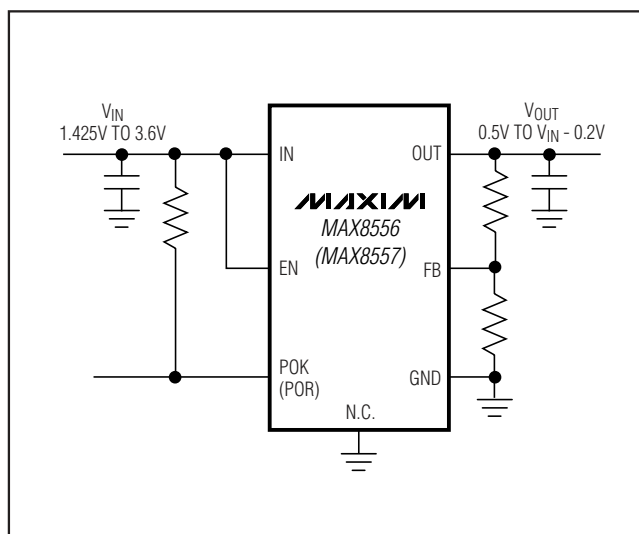 VIN
1.425V TO 3.6V
VOUT
0.5V TO VIN - 0.2V
IN
OUT
MAXIM
MAX8556
(MAX8557)
EN
FB
POK
(POR)
GND
N.C.